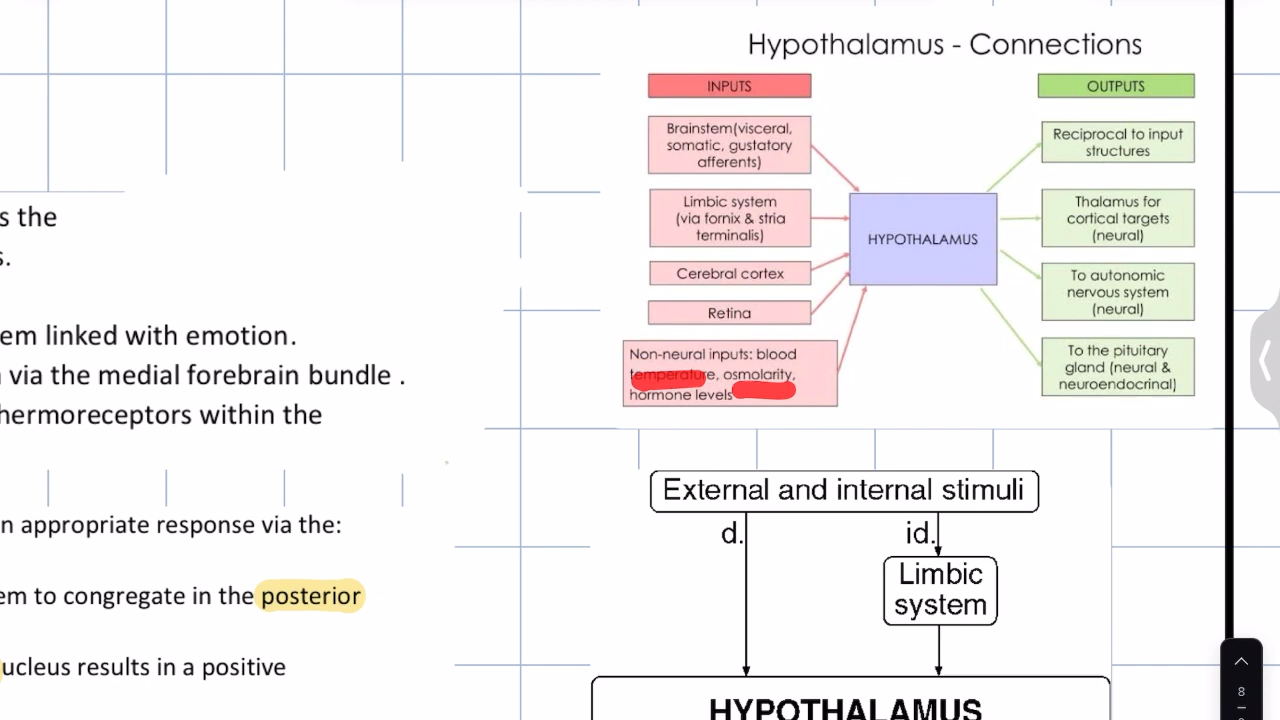 s the
s.
em linked with emotion.
via the medial forebrain bundle .
hermoreceptors within the
n appropriate response via the:
em to congregate in the posterior
ucleus results in a positive
Hypothalamus - Connections
INPUTS
Brainstem(visceral,
somatic, gustatory
afferents)
Limbic system
(via fornix & stria
terminalis)
Cerebral cortex
Retina
Non-neural inputs: blood
temperature, osmolarity,
hormone levels
HYPOTHALAMUS
OUTPUTS
Reciprocal to input
structures
Thalamus for
cortical targets
(neural)
To autonomic
nervous system
(neural)
To the pituitary
gland (neural &
neuroendocrinal)
External and internal stimuli
d.
id.
Limbic
system
HYPOTHALAMUS
8